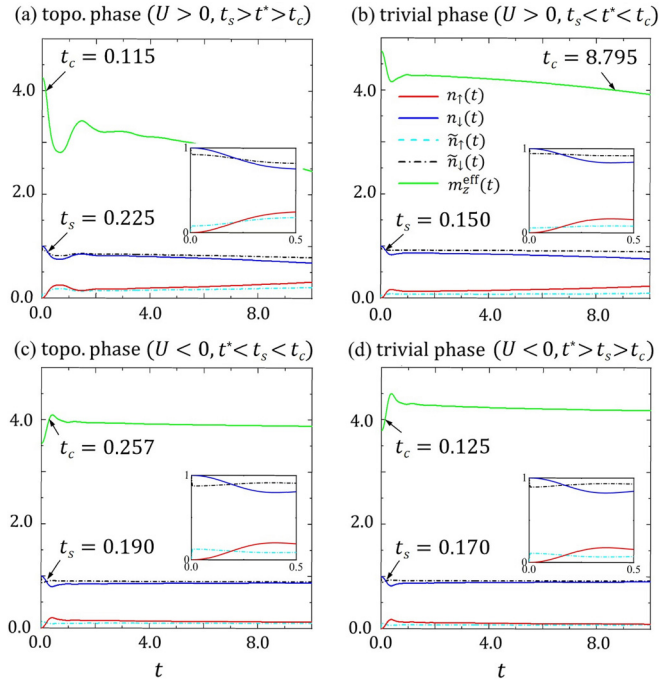 (a) topo. phase (U > 0, t_s > t* > t_c)
t_c = 0.115
4.0
2.0
t_s = 0.225
0.0
1
0
0.0
0.5
0.0
4.0
8.0
(b) trivial phase (U > 0, t_s < t* < t_c)
t_c = 8.795
n↑(t)
n↓(t)
ñ↑(t)
ñ↓(t)
m_z^eff(t)
4.0
2.0
t_s = 0.150
0.0
1
0
0.0
0.5
0.0
4.0
8.0
(c) topo. phase (U < 0, t* < t_s < t_c)
4.0
t_c = 0.257
2.0
t_s = 0.190
0.0
1
0
0.0
0.5
0.0
4.0
8.0
t
(d) trivial phase (U < 0, t* > t_s > t_c)
4.0
t_c = 0.125
2.0
t_s = 0.170
0.0
1
0
0.0
0.5
0.0
4.0
8.0
t